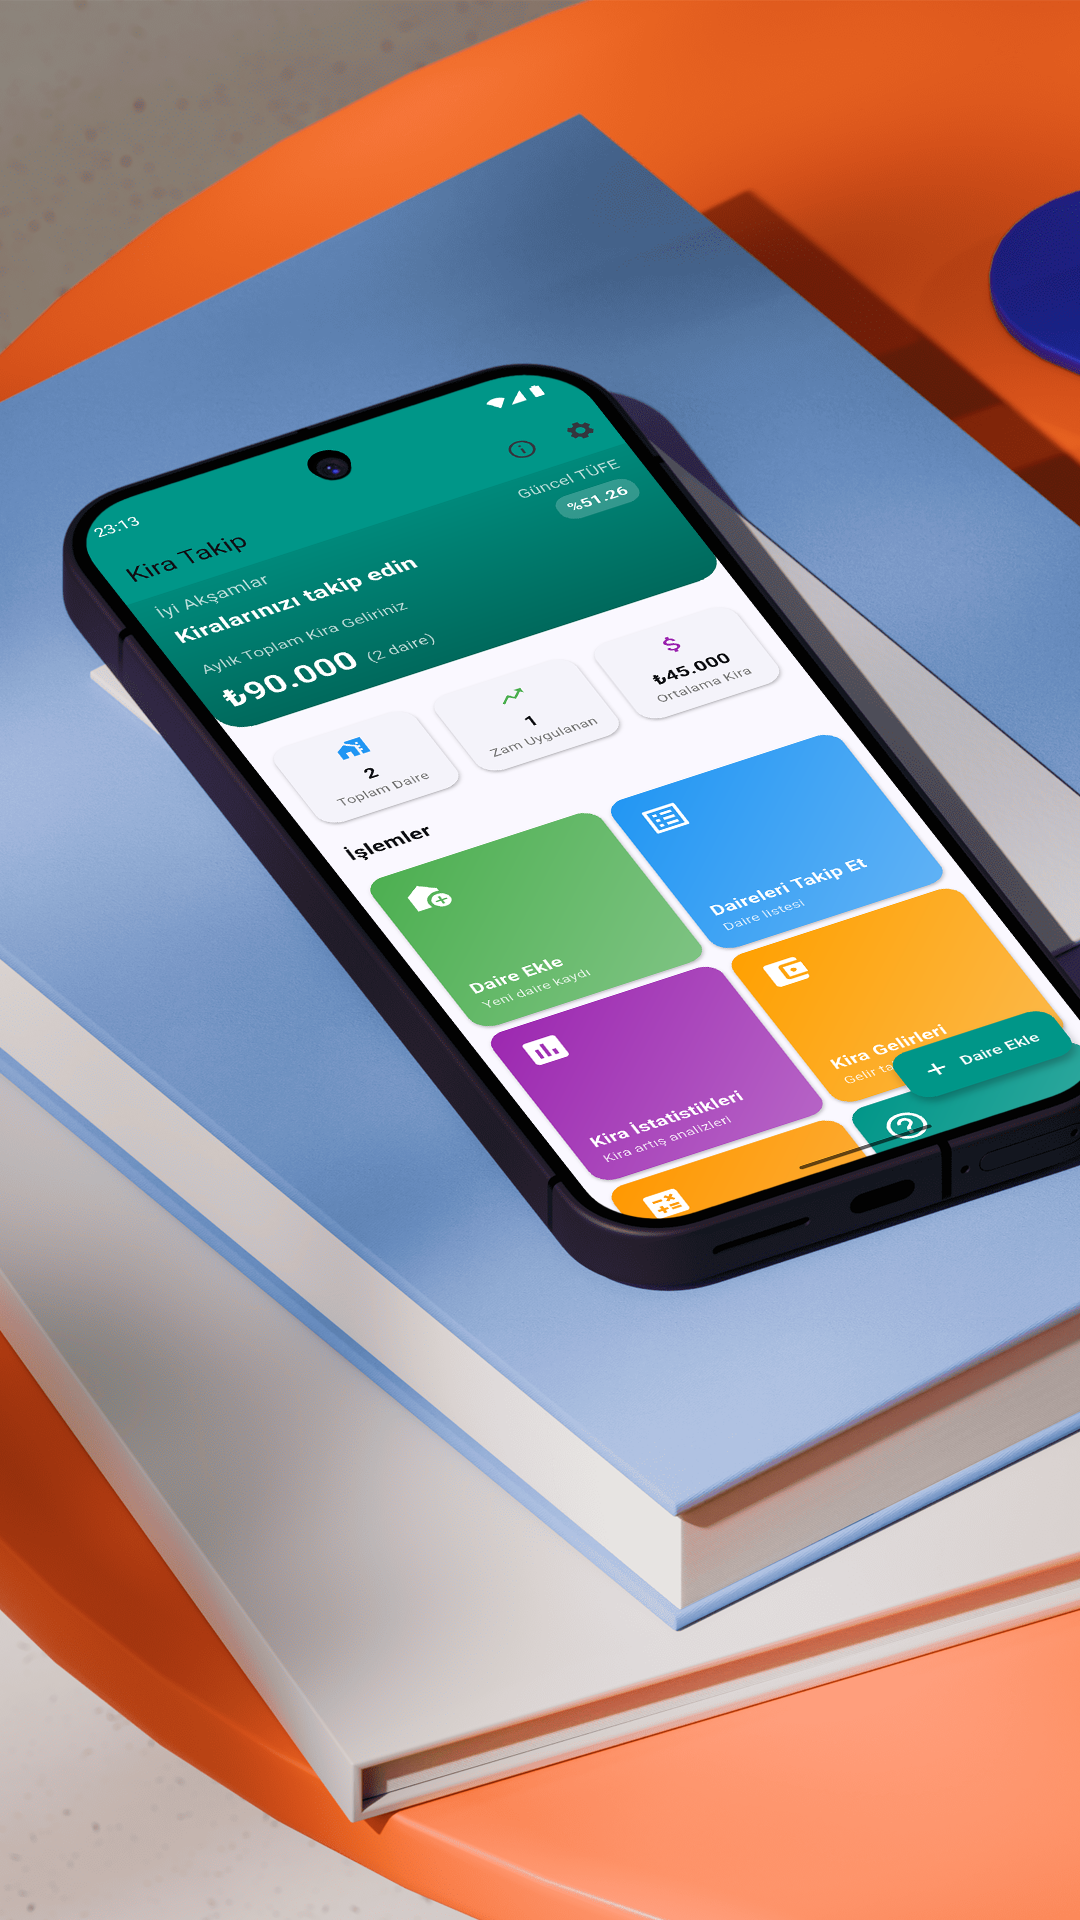 23:13
Kira Takip
İyi Akşamlar
Kiralarınızı takip edin
Güncel TÜFE
%51.26
Aylık Toplam Kira Geliriniz
₺90.000 (2 daire)
2
Toplam Daire
1
Zam Uygulanan
₺45.000
Ortalama Kira
İşlemler
Daire Ekle
Yeni daire kaydı
Daireleri Takip Et
Daire listesi
Kira İstatistikleri
Kira artış analizleri
Kira Gelirleri
Gelir
+ Daire Ekle